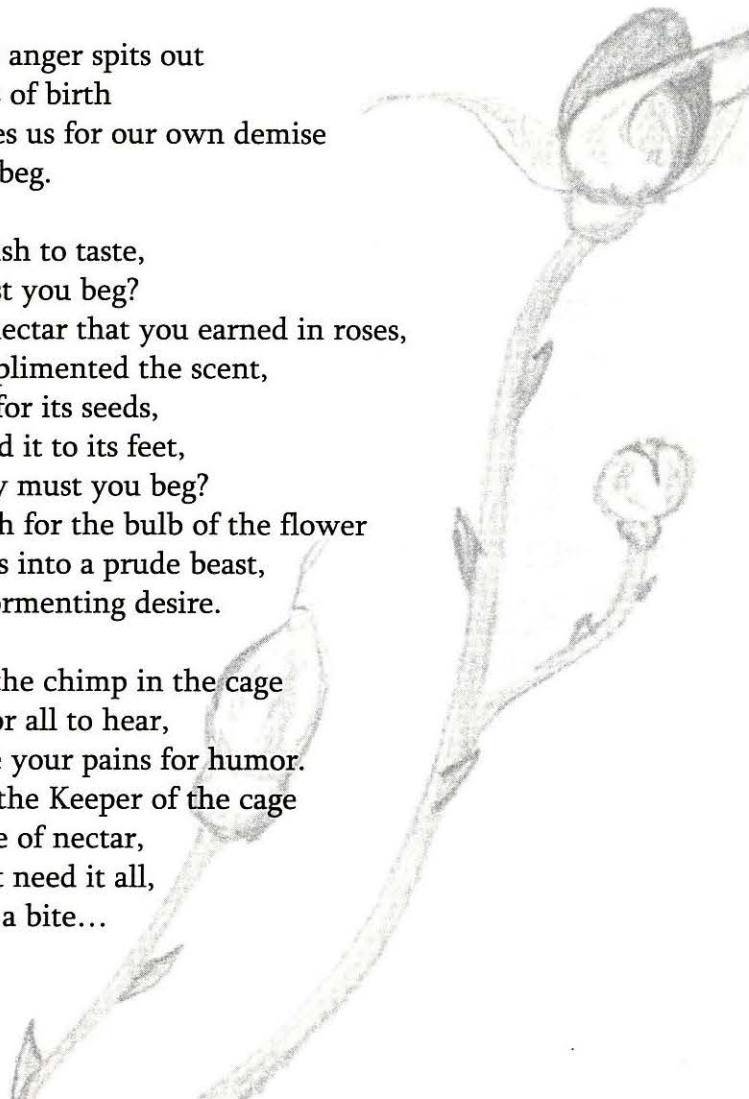 anger spits out
of birth
es us for our own demise
beg.

sh to taste,
st you beg?
ectar that you earned in roses,
plimented the scent,
for its seeds,
d it to its feet,
y must you beg?
h for the bulb of the flower
s into a prude beast,
ormenting desire.

the chimp in the cage
or all to hear,
e your pains for humor.
the Keeper of the cage
e of nectar,
t need it all,
a bite...